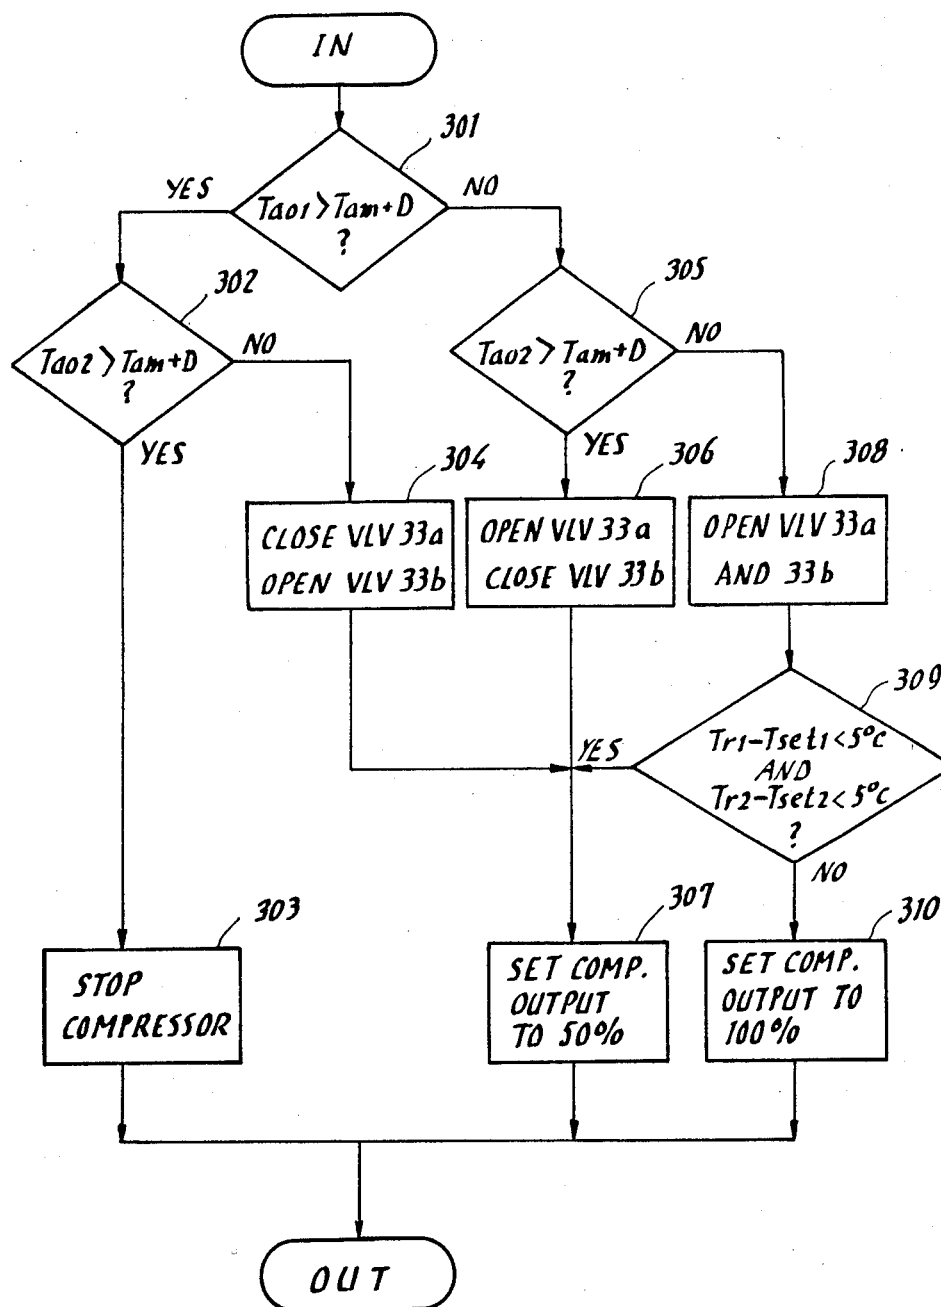 IN
301
YES
Tao1>Tam+D
?
NO
302
Tao2>Tam+D
?
NO
YES
305
Tao2>Tam+D
?
NO
YES
304
CLOSE VLV 33a
OPEN VLV 33b
306
OPEN VLV 33a
CLOSE VLV 33b
308
OPEN VLV 33a
AND 33b
309
Tr1-Tset1<5°C
AND
Tr2-Tset2<5°C
?
YES
NO
303
STOP
COMPRESSOR
307
SET COMP.
OUTPUT
TO 50%
310
SET COMP.
OUTPUT TO
100%
OUT